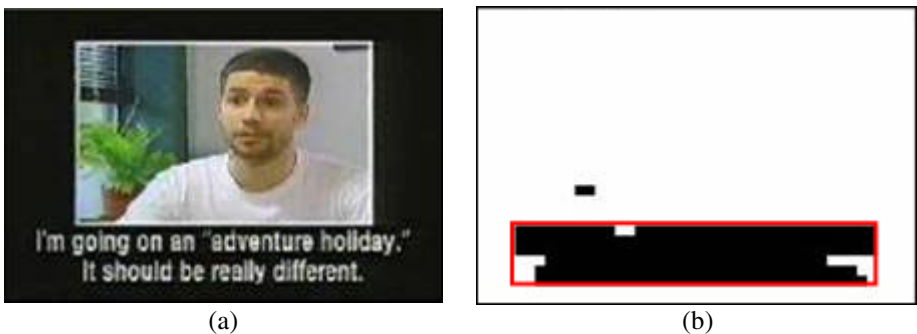 I'm going on an "adventure holiday."
It should be really different.
(a)
(b)